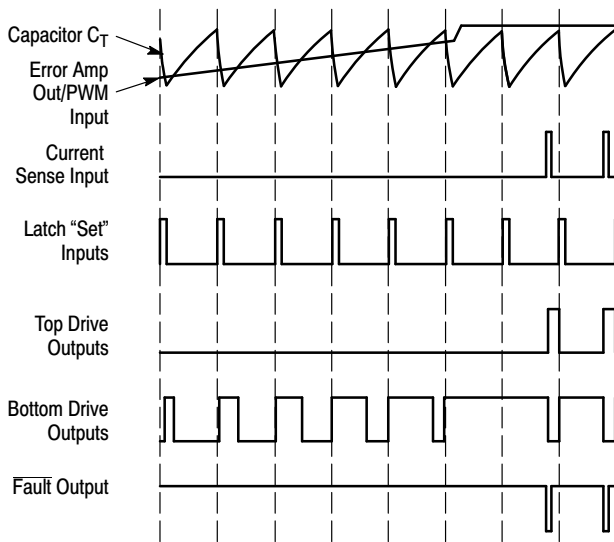 Capacitor CT
Error Amp
Out/PWM
Input
Current
Sense Input
Latch “Set”
Inputs
Top Drive
Outputs
Bottom Drive
Outputs
Fault Output